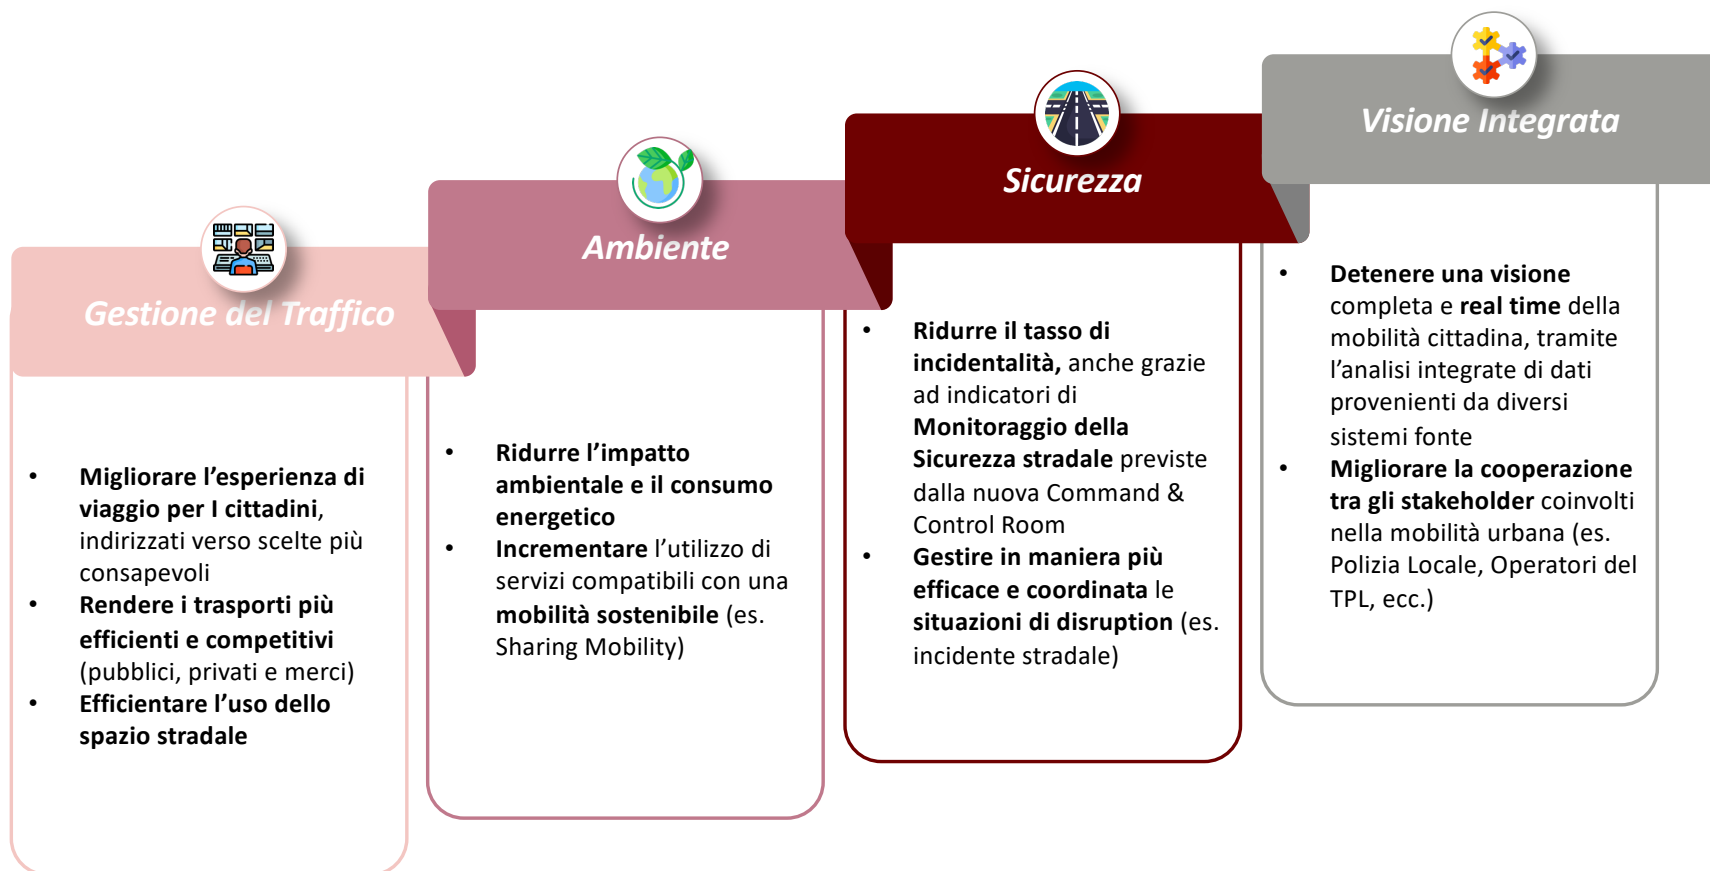 Gestione del Traffico
• Migliorare l’esperienza di
viaggio per I cittadini,
indirizzati verso scelte più
consapevoli
• Rendere i trasporti più
efficienti e competitivi
(pubblici, privati e merci)
• Efficientare l’uso dello
spazio stradale
Ambiente
• Ridurre l’impatto
ambientale e il consumo
energetico
• Incrementare l’utilizzo di
servizi compatibili con una
mobilità sostenibile (es.
Sharing Mobility)
Sicurezza
• Ridurre il tasso di
incidentalità, anche grazie
ad indicatori di
Monitoraggio della
Sicurezza stradale previste
dalla nuova Command &
Control Room
• Gestire in maniera più
efficace e coordinata le
situazioni di disruption (es.
incidente stradale)
Visione Integrata
• Detenere una visione
completa e real time della
mobilità cittadina, tramite
l’analisi integrate di dati
provenienti da diversi
sistemi fonte
• Migliorare la cooperazione
tra gli stakeholder coinvolti
nella mobilità urbana (es.
Polizia Locale, Operatori del
TPL, ecc.)